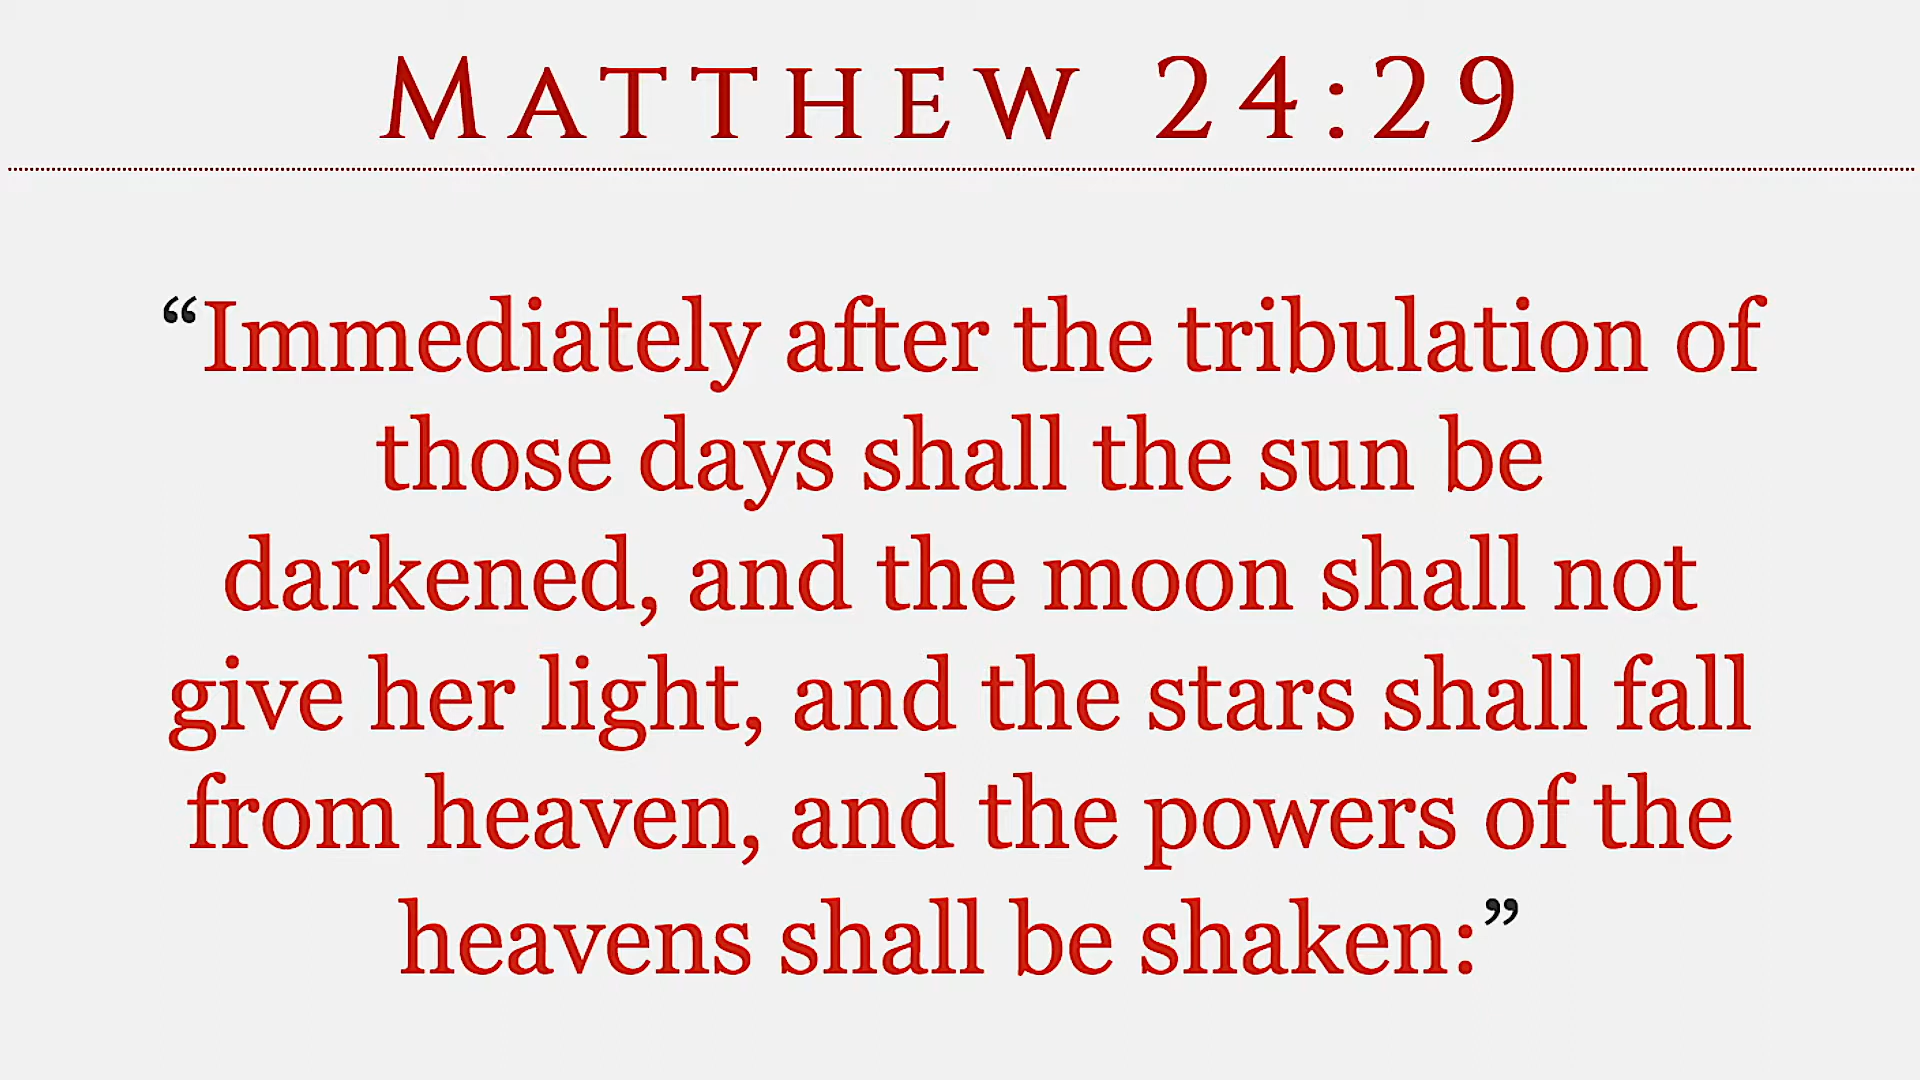 MATTHEW 24:29
“Immediately after the tribulation of
those days shall the sun be
darkened, and the moon shall not
give her light, and the stars shall fall
from heaven, and the powers of the
heavens shall be shaken:”